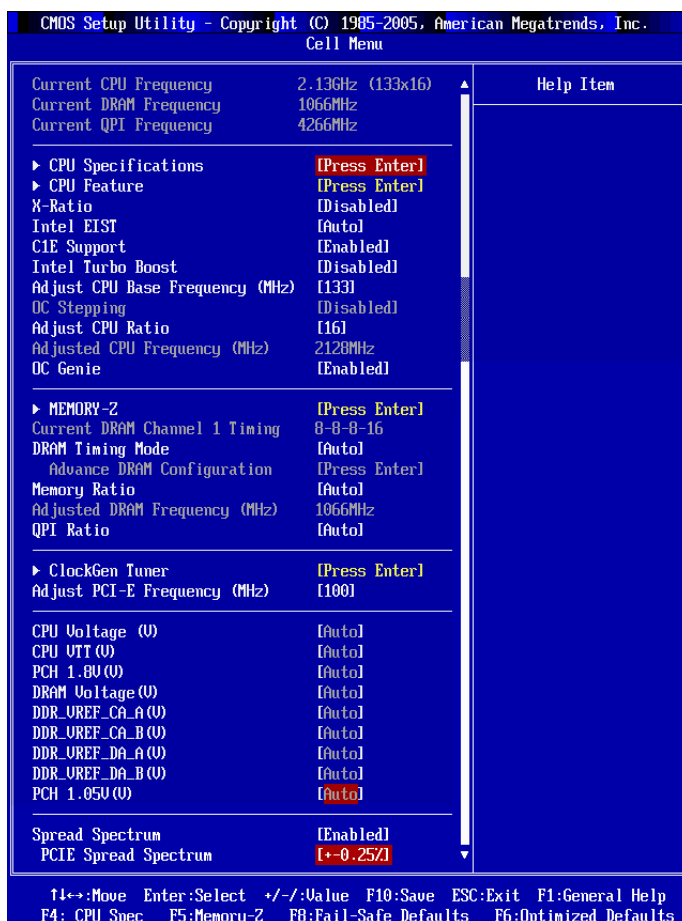 CMOS Setup Utility - Copyright (C) 1985-2005, American Megatrends, Inc.
Cell Menu
Current CPU Frequency 2.13GHz (133x16)
Current DRAM Frequency 1066MHz
Current QPI Frequency 4266MHz
Help Item
CPU Specifications [Press Enter]
CPU Feature [Press Enter]
X-Ratio [Disabled]
Intel EIST [Auto]
C1E Support [Enabled]
Intel Turbo Boost [Disabled]
Adjust CPU Base Frequency (MHz) [133]
OC Stepping [Disabled]
Adjust CPU Ratio [16]
Adjusted CPU Frequency (MHz) 2128MHz
OC Genie [Enabled]
MEMORY-Z [Press Enter]
Current DRAM Channel 1 Timing 8-8-8-16
DRAM Timing Mode [Auto]
Advance DRAM Configuration [Press Enter]
Memory Ratio [Auto]
Adjusted DRAM Frequency (MHz) 1066MHz
QPI Ratio [Auto]
ClockGen Tuner [Press Enter]
Adjust PCI-E Frequency (MHz) [100]
CPU Voltage (V) [Auto]
CPU VTT(V) [Auto]
PCH 1.8V(V) [Auto]
DRAM Voltage(V) [Auto]
DDR_VREF_CA_A(V) [Auto]
DDR_VREF_CA_B(V) [Auto]
DDR_VREF_DA_A(V) [Auto]
DDR_VREF_DA_B(V) [Auto]
PCH 1.05V(V) [Auto]
Spread Spectrum [Enabled]
PCIE Spread Spectrum [+-0.25%]
↑↓↔:Move Enter:Select +/-/:Value F10:Save ESC:Exit F1:General Help
F4: CPU Spec F5:Memory-Z F8:Fail-Safe Defaults F6:Optimized Defaults